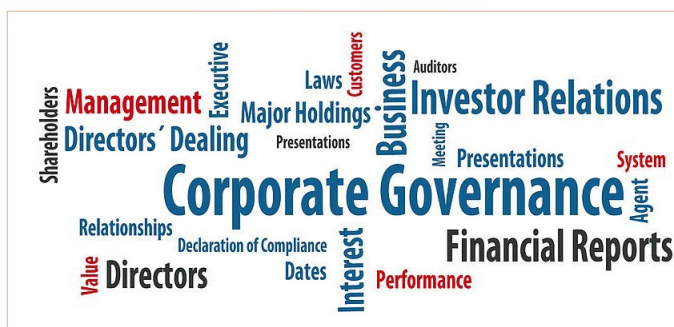 Shareholders
Management
Executive
Directors´ Dealing
Laws
Customers
Major Holdings
Presentations
Business
Auditors
Investor Relations
Meeting
Presentations
System
Corporate Governance
Agent
Relationships
Declaration of Compliance
Interest
Financial Reports
Value
Directors
Dates
Performance